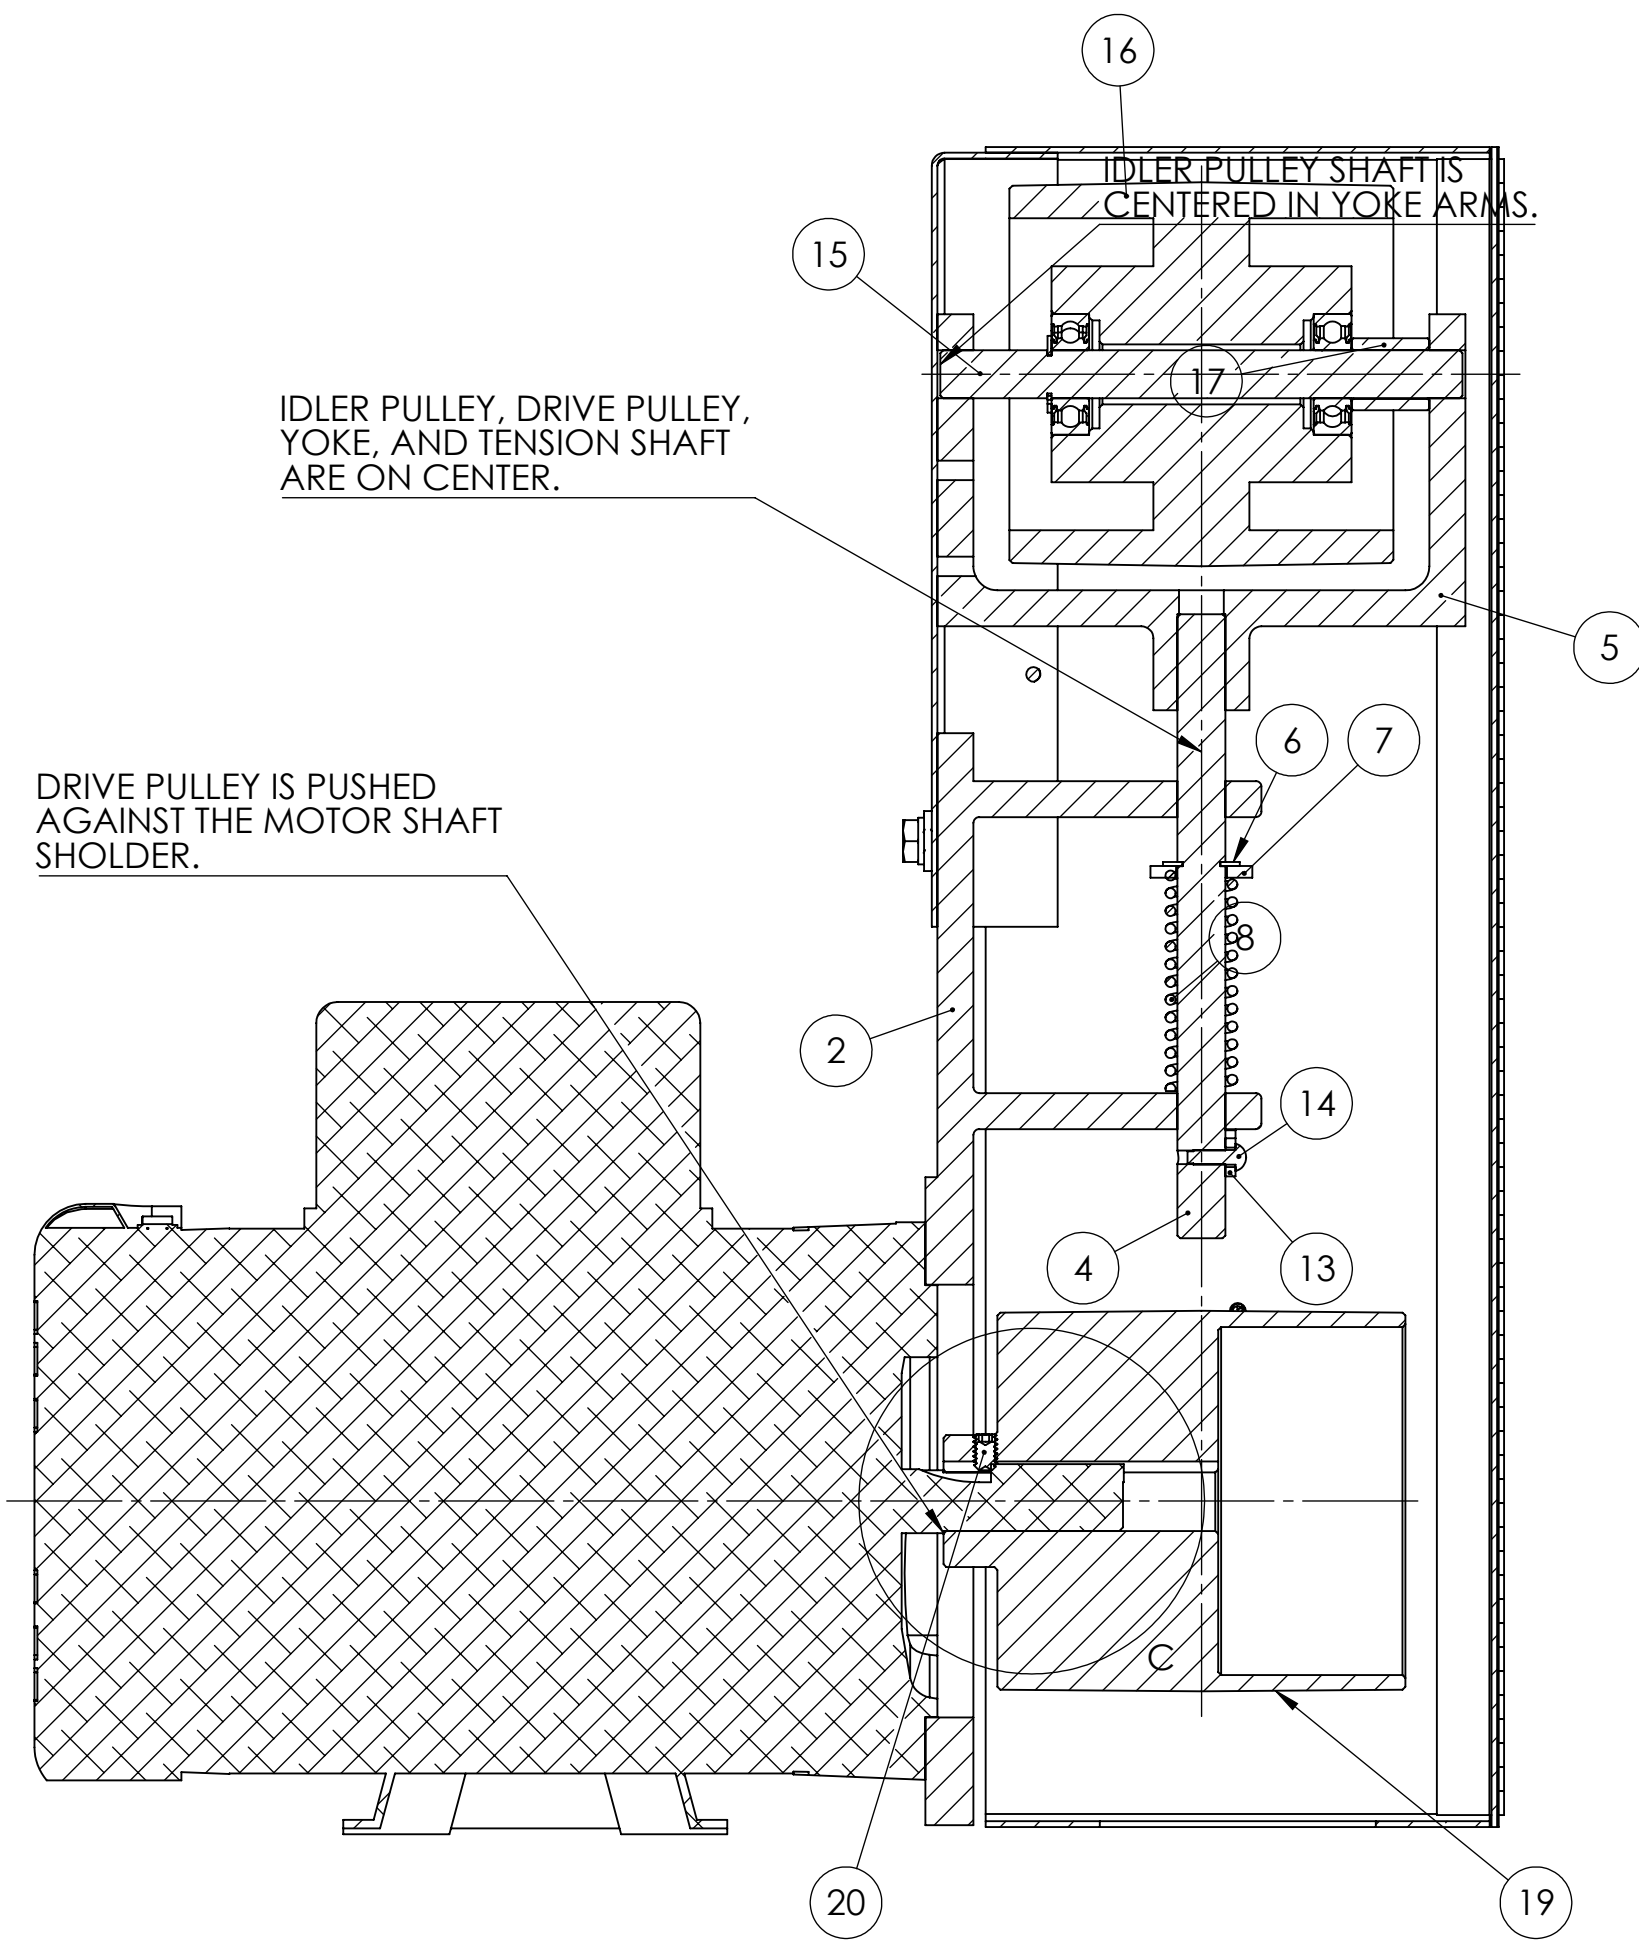 16
IDLER PULLEY SHAFT IS
CENTERED IN YOKE ARMS.
15
17
IDLER PULLEY, DRIVE PULLEY,
YOKE, AND TENSION SHAFT
ARE ON CENTER.
5
6
7
DRIVE PULLEY IS PUSHED
AGAINST THE MOTOR SHAFT
SHOLDER.
8
2
14
4
13
C
20
19